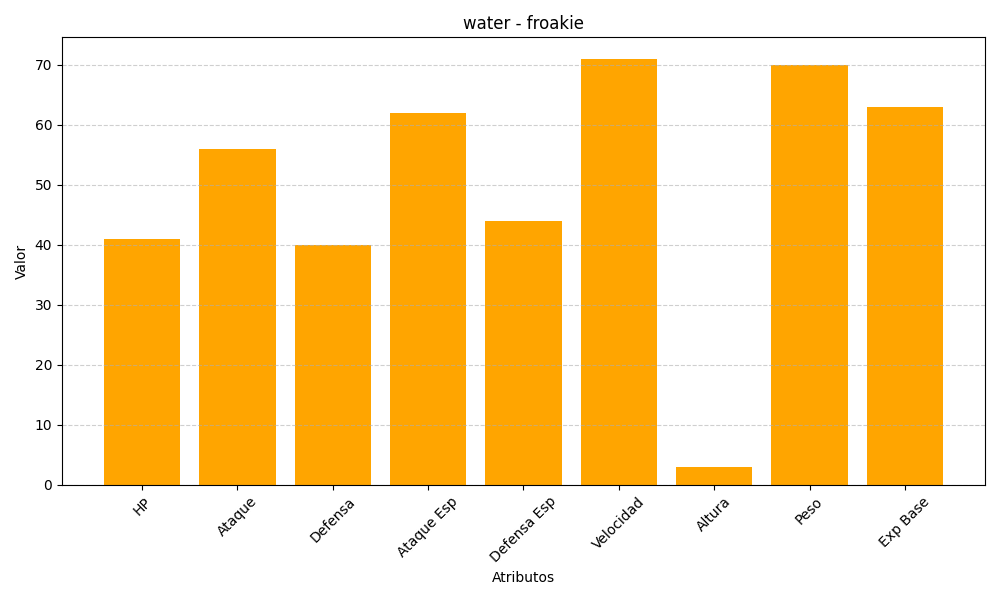 water - froakie
Valor
70
60
50
40
30
20
10
0
HP
Ataque
Defensa
Ataque Esp
Defensa Esp
Velocidad
Altura
Peso
Exp Base
Atributos